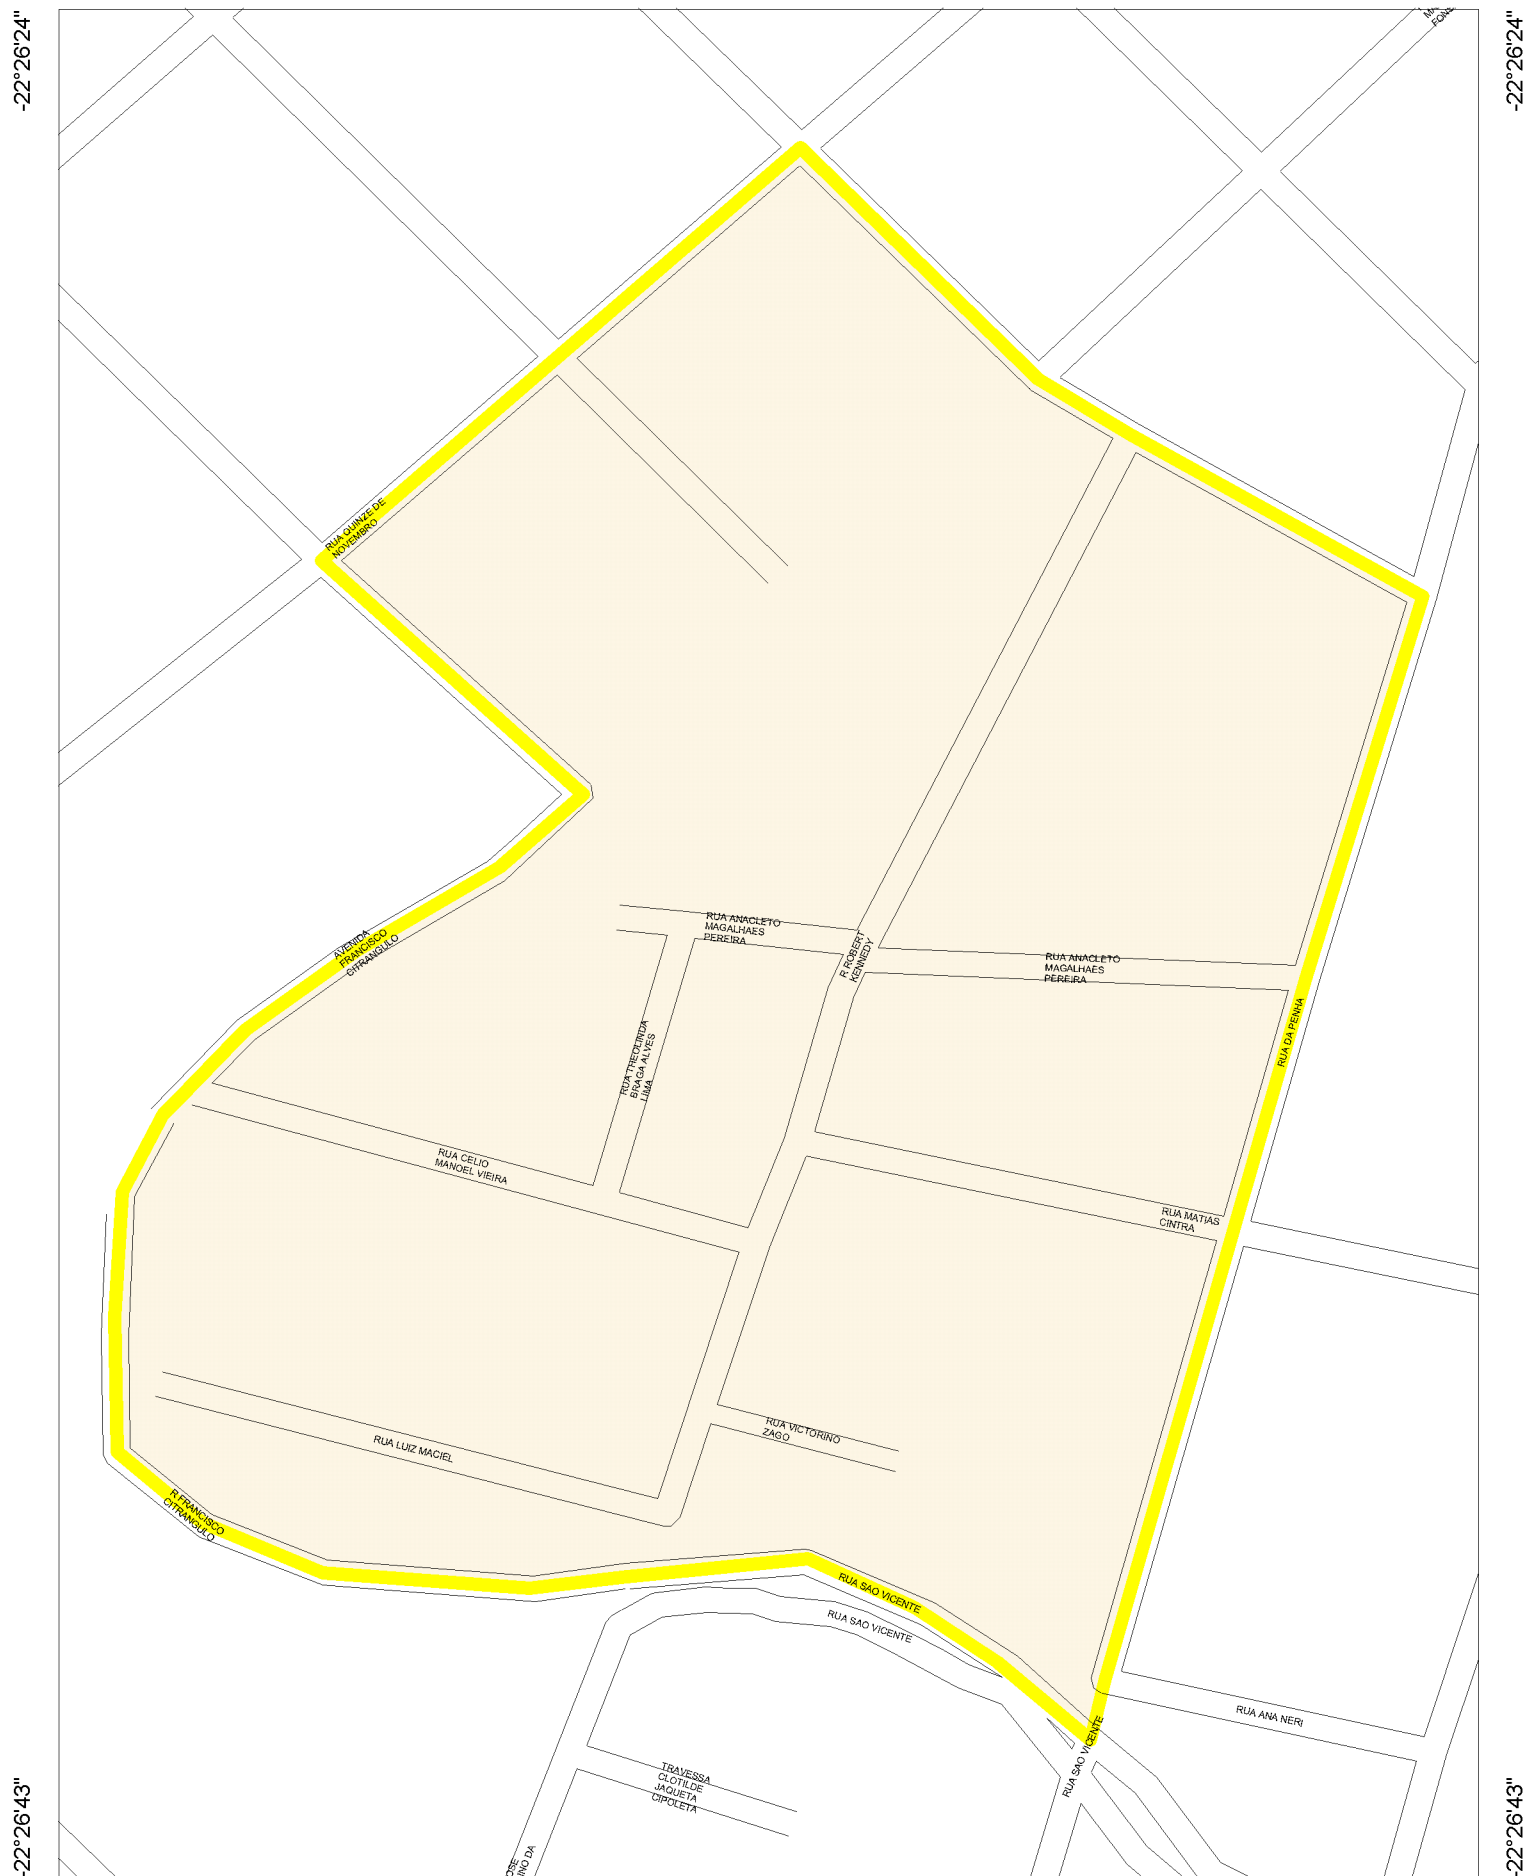 -22°26'24"
-22°26'24"
RUA QUINZE DE
NOVEMBRO
RUA ANACLETO
MAGALHAES
PEREIRA
AVENIDA
FRANCISCO
CITRANGULO
R ROBERT
KENNEDY
RUA ANACLETO
MAGALHAES
PEREIRA
RUA DA PENHA
RUA THEOLINDA
BRAGA ALVES
LIMA
RUA CELIO
MANOEL VIEIRA
RUA MATIAS
CINTRA
RUA VICTORINO
ZAGO
RUA LUIZ MACIEL
R FRANCISCO
CITRANGULO
RUA SAO VICENTE
RUA SAO VICENTE
RUA ANA NERI
RUA SAO VICENTE
TRAVESSA
CLOTILDE
JAQUETA
CIPOLETA
-22°26'43"
-22°26'43"